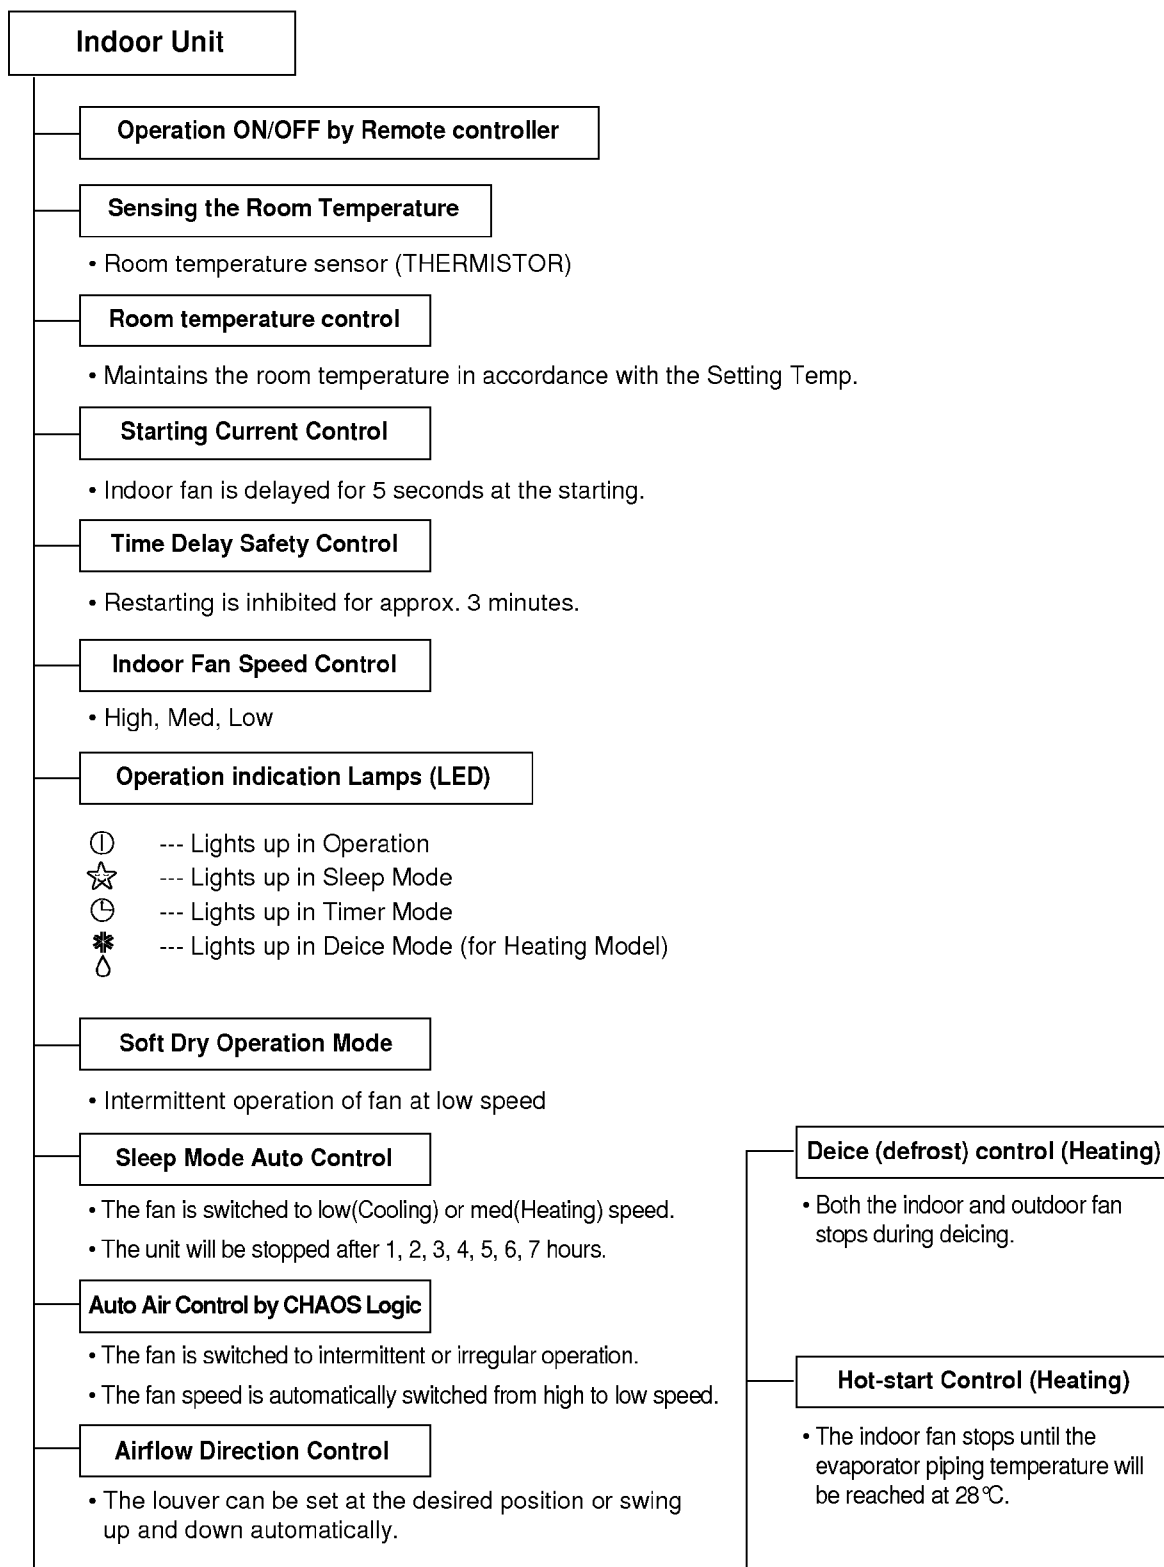 Indoor Unit
Operation ON/OFF by Remote controller
Sensing the Room Temperature
• Room temperature sensor (THERMISTOR)
Room temperature control
• Maintains the room temperature in accordance with the Setting Temp.
Starting Current Control
• Indoor fan is delayed for 5 seconds at the starting.
Time Delay Safety Control
• Restarting is inhibited for approx. 3 minutes.
Indoor Fan Speed Control
• High, Med, Low
Operation indication Lamps (LED)
--- Lights up in Operation
--- Lights up in Sleep Mode
--- Lights up in Timer Mode
--- Lights up in Deice Mode (for Heating Model)
Soft Dry Operation Mode
• Intermittent operation of fan at low speed
Sleep Mode Auto Control
• The fan is switched to low(Cooling) or med(Heating) speed.
• The unit will be stopped after 1, 2, 3, 4, 5, 6, 7 hours.
Auto Air Control by CHAOS Logic
• The fan is switched to intermittent or irregular operation.
• The fan speed is automatically switched from high to low speed.
Airflow Direction Control
• The louver can be set at the desired position or swing
up and down automatically.
Deice (defrost) control (Heating)
• Both the indoor and outdoor fan
stops during deicing.
Hot-start Control (Heating)
• The indoor fan stops until the
evaporator piping temperature will
be reached at 28°C.